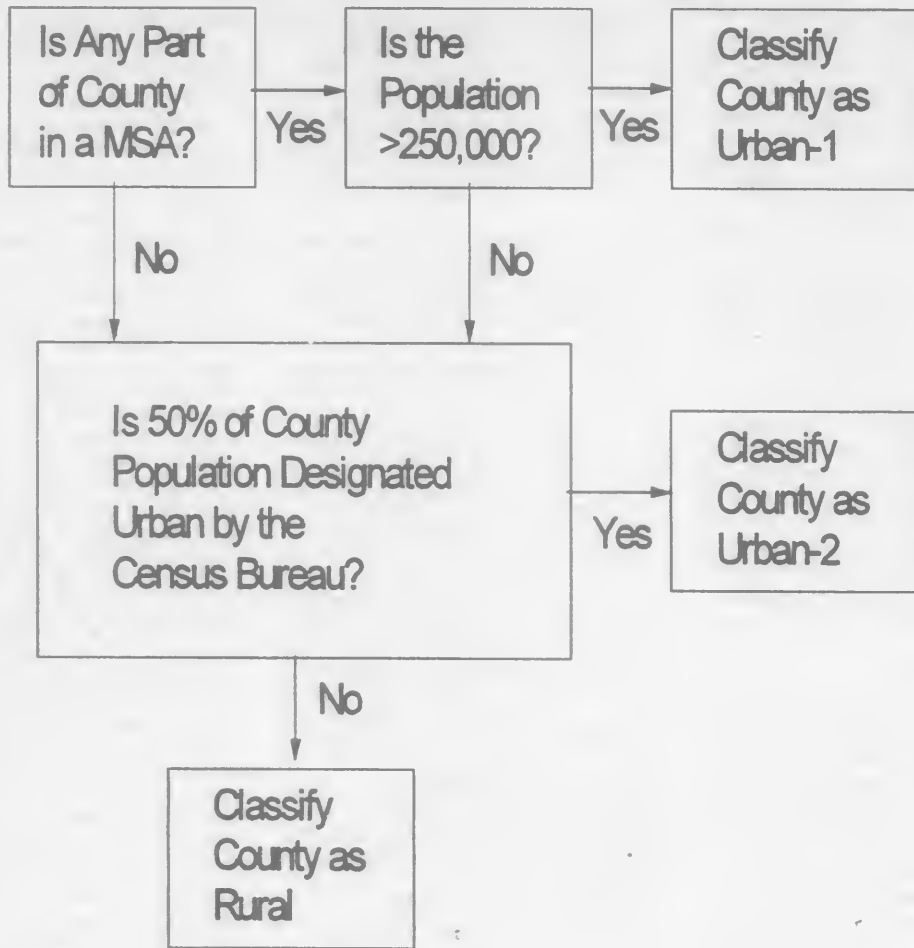 Is Any Part
of County
in a MSA?
Yes
Is the
Population
>250,000?
Yes
Classify
County as
Urban-1
No
No
Is 50% of County
Population Designated
Urban by the
Census Bureau?
Yes
Classify
County as
Urban-2
No
Classify
County as
Rural